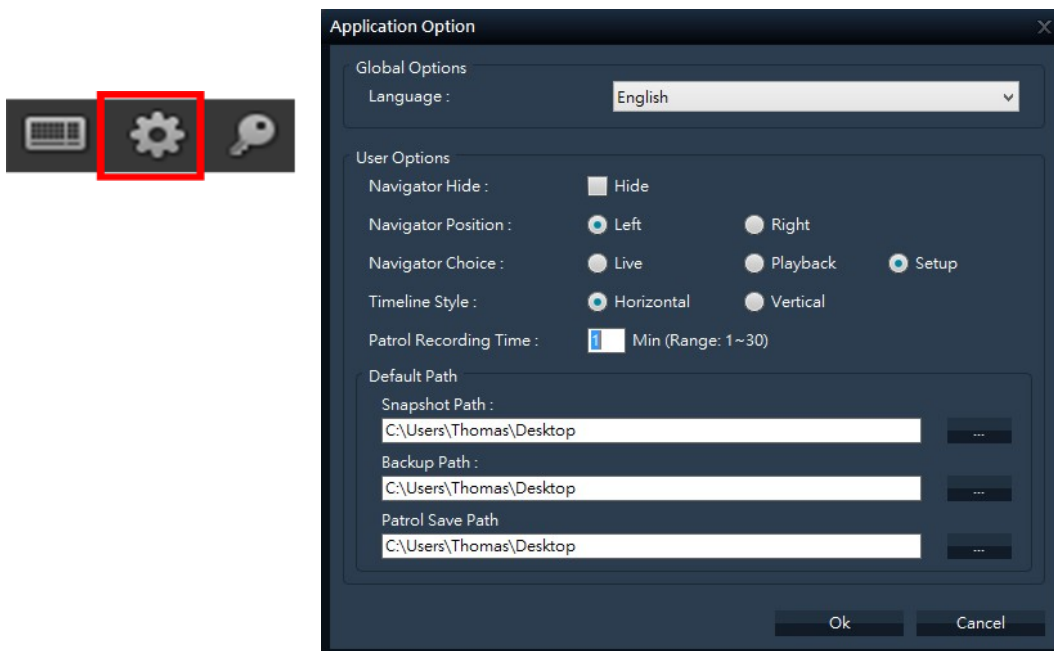 Application Option
Global Options
Language : English
User Options
Navigator Hide : Hide
Navigator Position : Left Right
Navigator Choice : Live Playback Setup
Timeline Style : Horizontal Vertical
Patrol Recording Time : 1 Min (Range: 1~30)
Default Path
Snapshot Path :
C:\Users\Thomas\Desktop ...
Backup Path :
C:\Users\Thomas\Desktop ...
Patrol Save Path
C:\Users\Thomas\Desktop ...
Ok Cancel